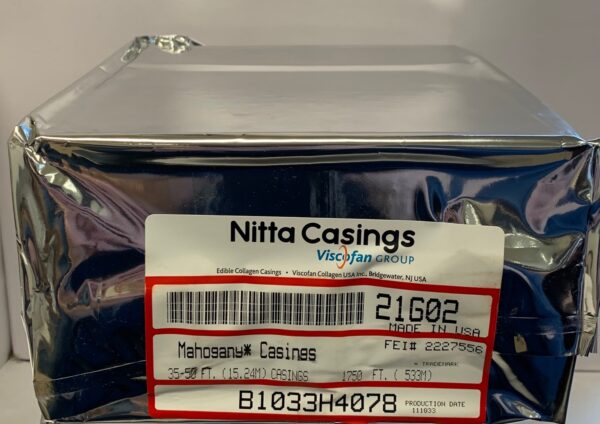 Nitta Casings
Viscofan GROUP
Edible Collagen Casings • Viscofan Collagen USA Inc., Bridgewater, NJ USA
21G02
MADE IN USA
Mahogany* Casings
FEI# 2227556
* TRADEMARK
35-50 FT. (15.24M) CASINGS 1750 FT. ( 533M)
B1033H4078 PRODUCTION DATE
111033